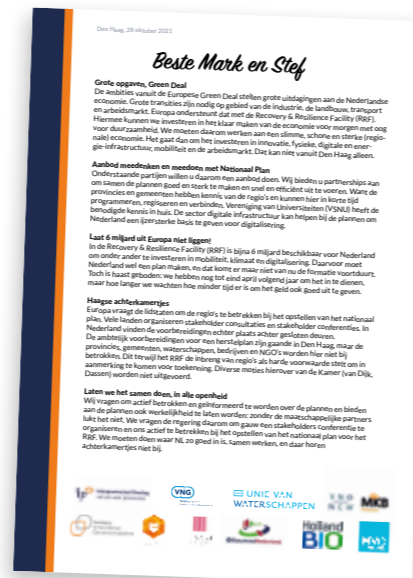 Den Haag, 28 oktober 2021
Beste Mark en Stef
Grote opgaven, Green Deal
De ambities vanuit de Europese Green Deal stellen grote uitdagingen aan de Nederlandse
economie. Grote transities zijn nodig op gebied van de industrie, de landbouw, transport
en arbeidsmarkt. Europa ondersteunt dat met de Recovery & Resilience Facility (RRF).
Hiermee kunnen we investeren in het klaar maken van de economie voor morgen met oog
voor duurzaamheid. We moeten daarom werken aan een slimme, schone en sterke (regio-
nale) economie. Het gaat dan om het investeren in innovatie, fysieke, digitale en ener-
gie-infrastructuur, mobiliteit en de arbeidsmarkt. Dat kan niet vanuit Den Haag alleen.
Aanbod meedenken en meedoen met Nationaal Plan
Onderstaande partijen willen u daarom een aanbod doen. Wij bieden u partnerships aan
om samen de plannen goed en sterk te maken en snel en efficiënt uit te voeren. Want de
provincies en gemeenten hebben kennis van de regio's en kunnen hier in korte tijd
programmeren, regisseren en verbinden. Vereniging van Universiteiten (VSNU) heeft de
benodigde kennis in huis. De sector digitale infrastructuur kan helpen bij de plannen om
Nederland een ijzersterke basis te geven voor digitalisering.
Laat 6 miljard uit Europa niet liggen!
In de Recovery & Resilience Facility (RRF) is bijna 6 miljard beschikbaar voor Nederland
om onder ander te investeren in mobiliteit, klimaat en digitalisering. Daarvoor moet
Nederland wel een plan maken, en dat komt er maar niet van nu de formatie voortduurt.
Toch is haast geboden: we hebben nog tot eind april volgend jaar om het in te dienen,
maar hoe langer we wachten hoe minder tijd er is om het geld ook goed uit te geven.
Haagse achterkamertjes
Europa vraagt de lidstaten om de regio's te betrekken bij het opstellen van het nationaal
plan. Vele landen organiseren stakeholder consultaties en stakeholder conferenties. In
Nederland vinden de voorbereidingen echter plaats achter gesloten deuren.
De ambtelijk voorbereidingen voor een herstelplan zijn gaande in Den Haag, maar de
provincies, gemeenten, waterschappen, bedrijven en NGO's worden hier niet bij
betrokken. Dit terwijl het RRF de inbreng van regio's als harde voorwaarde stelt om in
aanmerking te komen voor toekenning. Diverse moties hierover van de Kamer (van Dijk,
Dassen) worden niet uitgevoerd.
Laten we het samen doen, in alle openheid
Wij vragen om actief betrokken en geïnformeerd te worden over de plannen en bieden
aan de plannen ook werkelijkheid te laten worden: zonder de maatschappelijke partners
lukt het niet. We vragen de regering daarom om gauw een stakeholders conferentie te
organiseren en ons actief te betrekken bij het opstellen van het nationaal plan voor het
RRF. We moeten doen waar NL zo goed in is, samen werken, en daar horen
achterkamertjes niet bij.
VNG
UNIE VAN
WATERSCHAPPEN
VNO
NCW
MKB
Holland
BIO